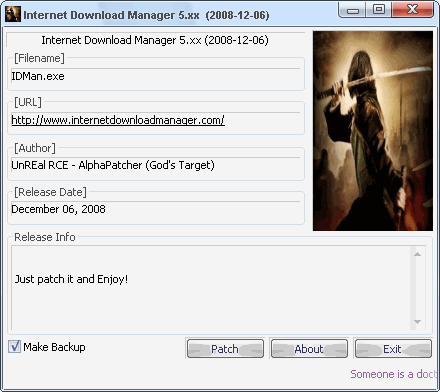 Internet Download Manager 5.xx (2008-12-06)
Internet Download Manager 5.xx (2008-12-06)
[Filename]
IDMan.exe
[URL]
http://www.internetdownloadmanager.com/
[Author]
UnREal RCE - AlphaPatcher (God's Target)
[Release Date]
December 06, 2008
Release Info
Just patch it and Enjoy!
Make Backup
Patch
About
Exit
Someone is a doct